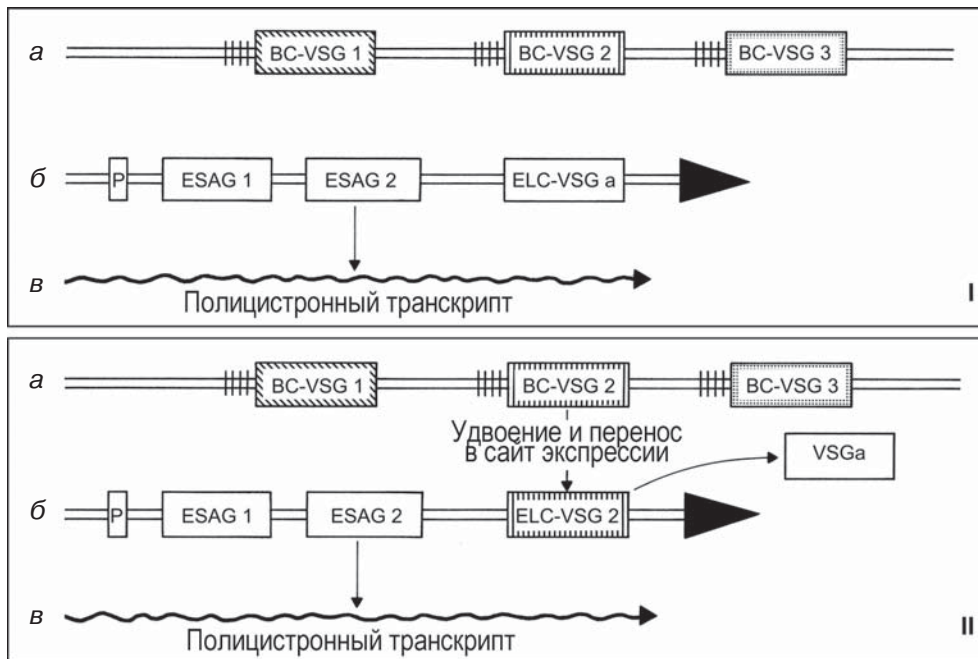 а
BC-VSG 1
BC-VSG 2
BC-VSG 3
б
P
ESAG 1
ESAG 2
ELC-VSG a
в
Полицистронный транскрипт
I
а
BC-VSG 1
BC-VSG 2
BC-VSG 3
Удвоение и перенос
в сайт экспрессии
VSGa
б
P
ESAG 1
ESAG 2
ELC-VSG 2
в
Полицистронный транскрипт
II